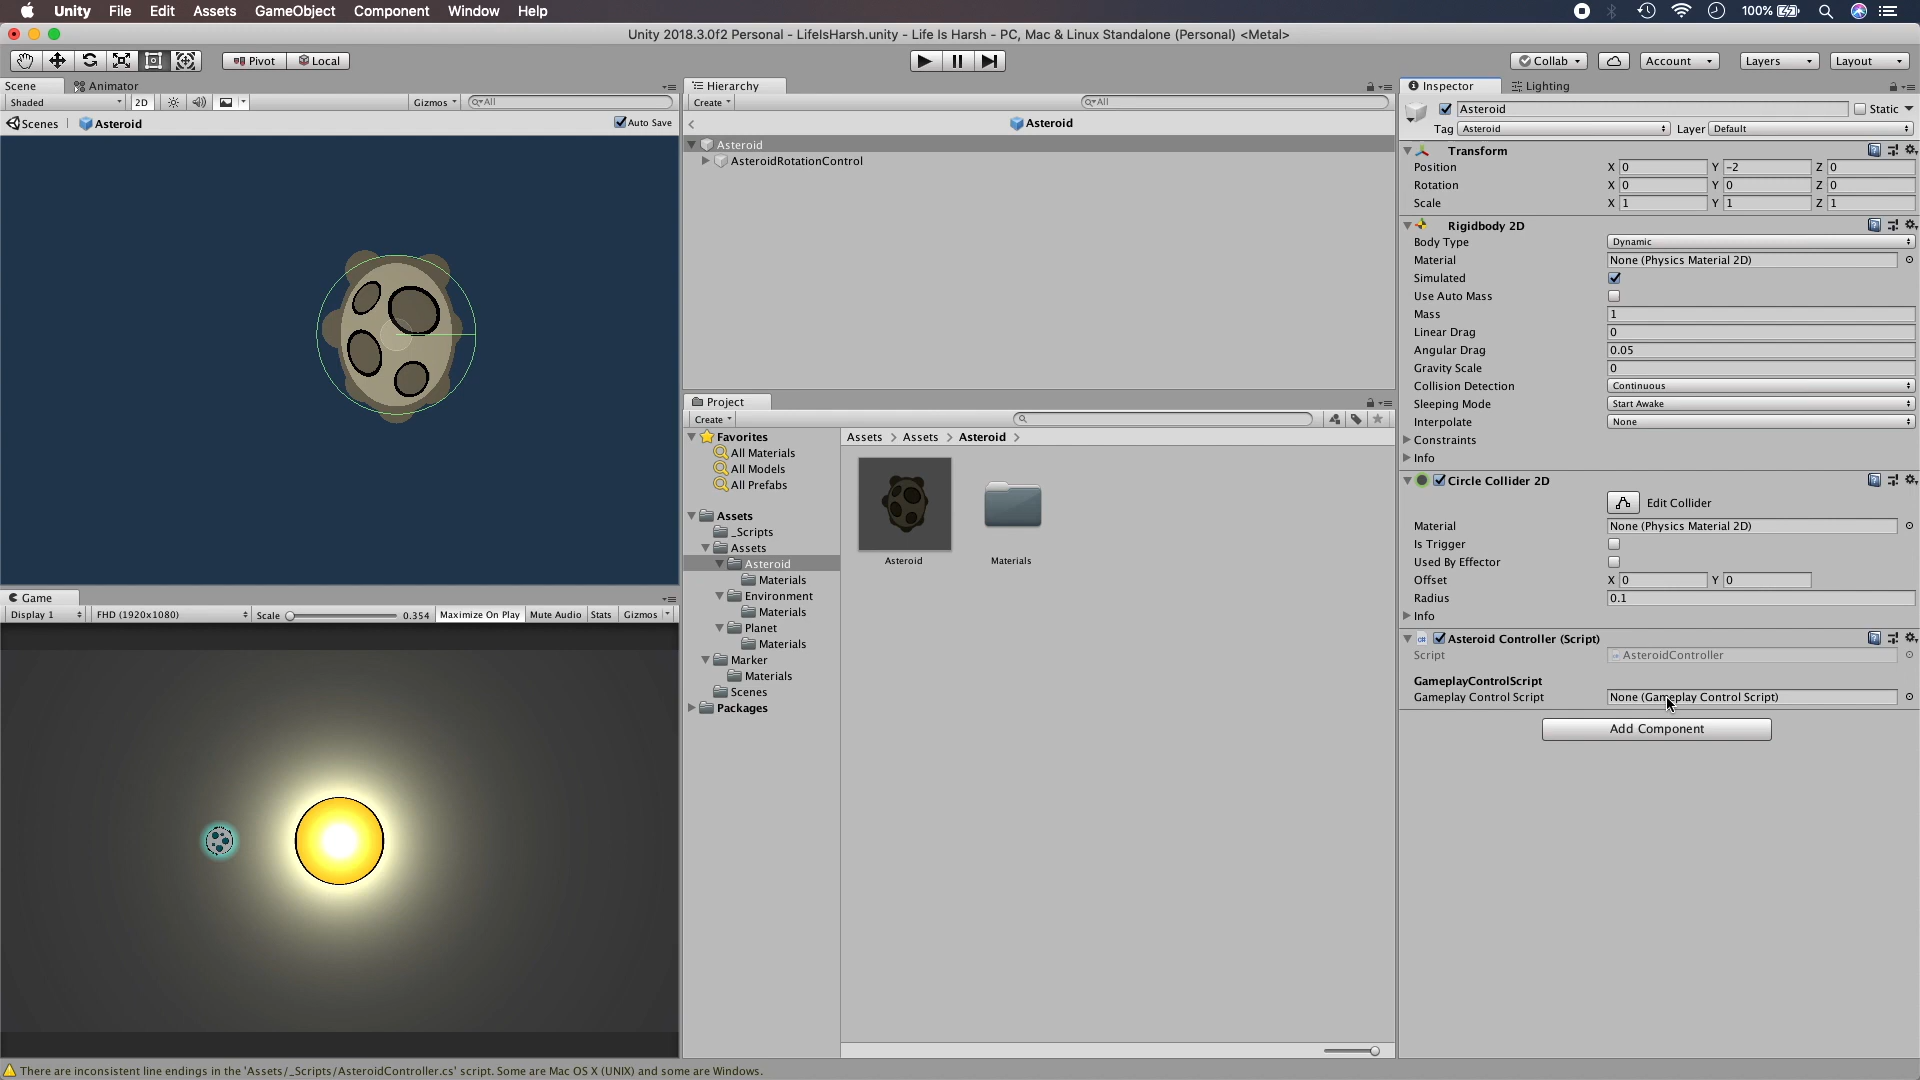 Unity File Edit Assets GameObject Component Window Help 100%
Unity 2018.3.0f2 Personal - LifeIsHarsh.unity - Life Is Harsh - PC, Mac & Linux Standalone (Personal) <Metal>
Pivot Local Collab Account Layers Layout
Scene Animator
Shaded 2D Gizmos All
Scenes Asteroid Auto Save
Hierarchy
Create All
Asteroid
Asteroid
AsteroidRotationControl
Game
Display 1 FHD (1920x1080) Scale 0.354 Maximize On Play Mute Audio Stats Gizmos
Project
Create
Favorites
All Materials
All Models
All Prefabs
Assets
_Scripts
Assets
Asteroid
Materials
Environment
Materials
Planet
Materials
Marker
Materials
Scenes
Packages
Assets Assets Asteroid
Asteroid Materials
Inspector Lighting
Asteroid Static
Tag Asteroid Layer Default
Transform
Position X 0 Y -2 Z 0
Rotation X 0 Y 0 Z 0
Scale X 1 Y 1 Z 1
Rigidbody 2D
Body Type Dynamic
Material None (Physics Material 2D)
Simulated
Use Auto Mass
Mass 1
Linear Drag 0
Angular Drag 0.05
Gravity Scale 0
Collision Detection Continuous
Sleeping Mode Start Awake
Interpolate None
Constraints
Info
Circle Collider 2D
Edit Collider
Material None (Physics Material 2D)
Is Trigger
Used By Effector
Offset X 0 Y 0
Radius 0.1
Info
Asteroid Controller (Script)
Script AsteroidController
GameplayControlScript
Gameplay Control Script None (Gameplay Control Script)
Add Component
There are inconsistent line endings in the 'Assets/_Scripts/AsteroidController.cs' script. Some are Mac OS X (UNIX) and some are Windows.